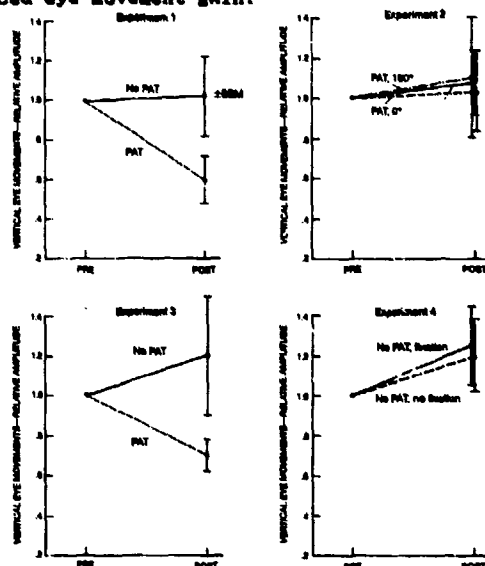 eye movement gain.
Experiment 1
VERTICAL EYE MOVEMENTS—RELATIVE AMPLITUDE
1.4
1.2
1.0
.8
.6
.4
.2
No PAT
±SEM
PAT
PRE
POST
Experiment 2
VERTICAL EYE MOVEMENTS—RELATIVE AMPLITUDE
1.4
1.2
1.0
.8
.6
.4
.2
PAT, 180°
PAT, 0°
PRE
POST
Experiment 3
VERTICAL EYE MOVEMENTS—RELATIVE AMPLITUDE
1.4
1.2
1.0
.8
.6
.4
.2
No PAT
PAT
PRE
POST
Experiment 4
VERTICAL EYE MOVEMENTS—RELATIVE AMPLITUDE
1.4
1.2
1.0
.8
.6
.4
.2
No PAT, fixation
No PAT, no fixation
PRE
POST